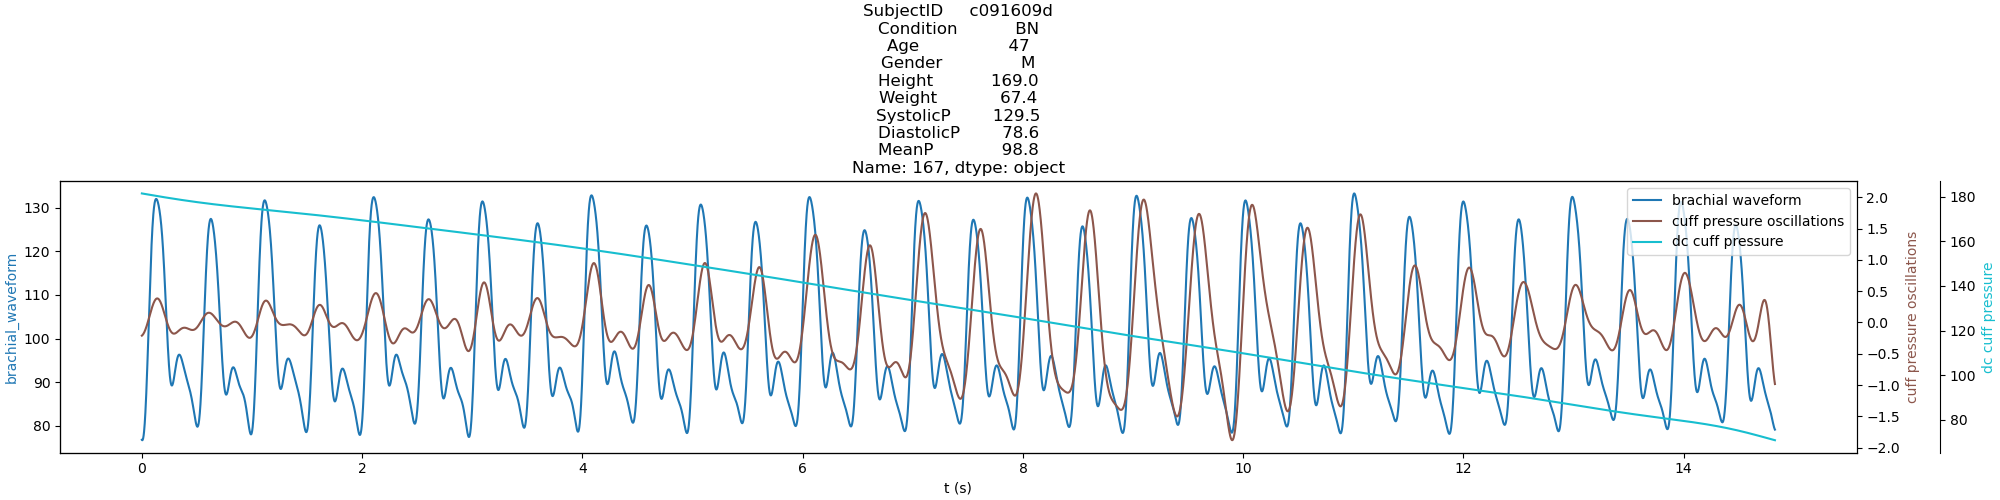 SubjectID c091609d
Condition BN
Age 47
Gender M
Height 169.0
Weight 67.4
SystolicP 129.5
DiastolicP 78.6
MeanP 98.8
Name: 167, dtype: object
brachial waveform
cuff pressure oscillations
dc cuff pressure
brachial_waveform
130
120
110
100
90
80
2.0
1.5
1.0
0.5
0.0
−0.5
−1.0
−1.5
−2.0
cuff pressure oscillations
180
160
140
120
100
80
dc cuff pressure
0 2 4 6 8 10 12 14
t (s)